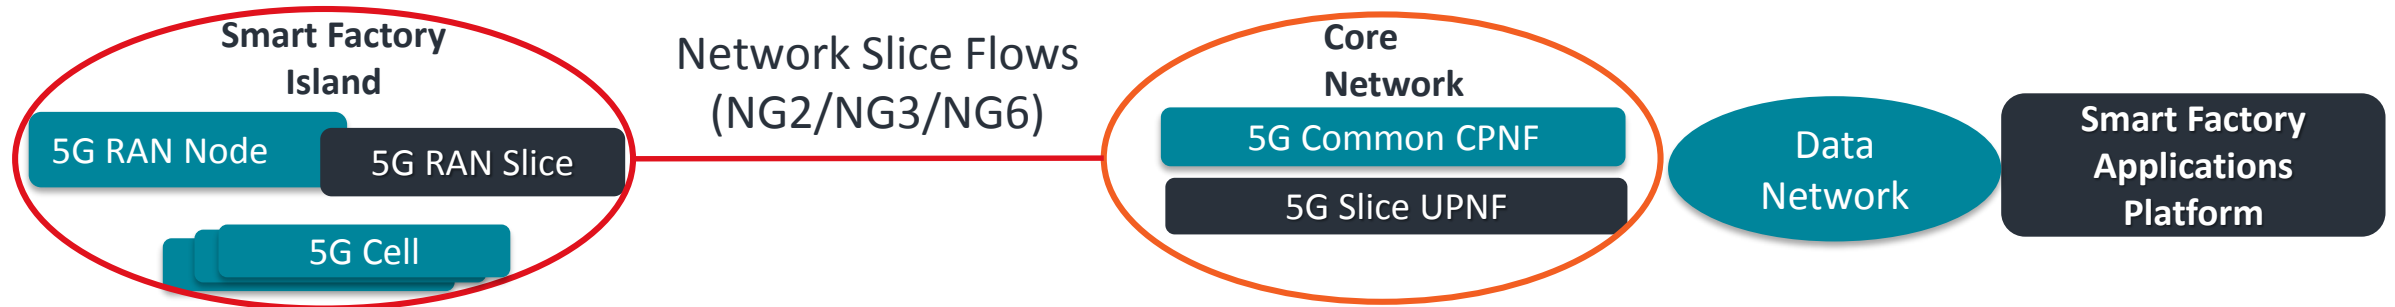 Smart Factory
Island
5G RAN Node
5G RAN Slice
5G Cell
Network Slice Flows
(NG2/NG3/NG6)
Core
Network
5G Common CPNF
5G Slice UPNF
Data
Network
Smart Factory
Applications
Platform